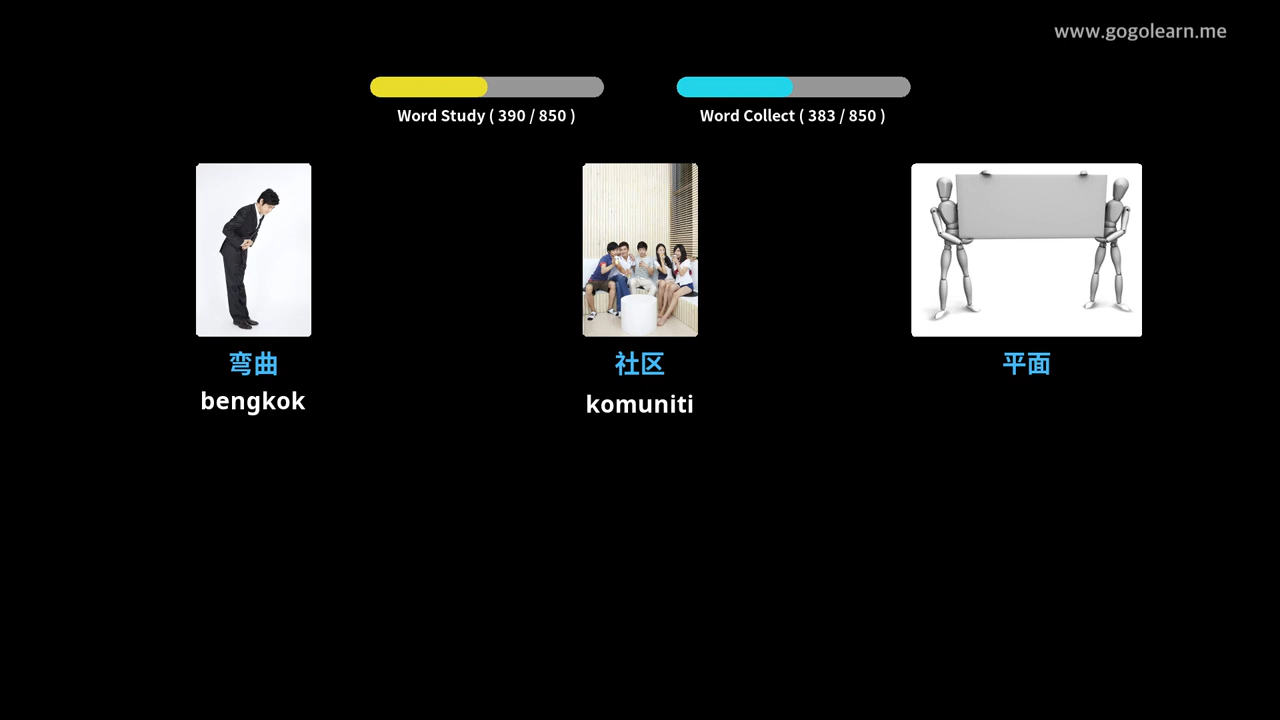 www.gogolearn.me
Word Study ( 390 / 850 )
Word Collect ( 383 / 850 )
弯曲
社区
平面
bengkok
komuniti